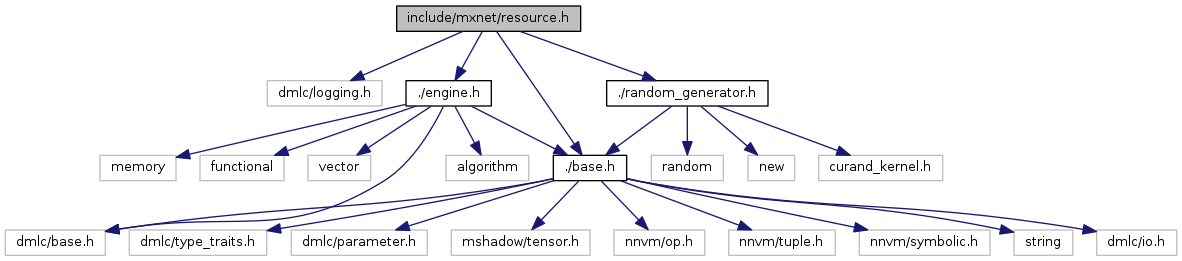 include/mxnet/resource.h
dmlc/logging.h
./engine.h
./random_generator.h
memory
functional
vector
algorithm
./base.h
random
new
curand_kernel.h
dmlc/base.h
dmlc/type_traits.h
dmlc/parameter.h
mshadow/tensor.h
nnvm/op.h
nnvm/tuple.h
nnvm/symbolic.h
string
dmlc/io.h